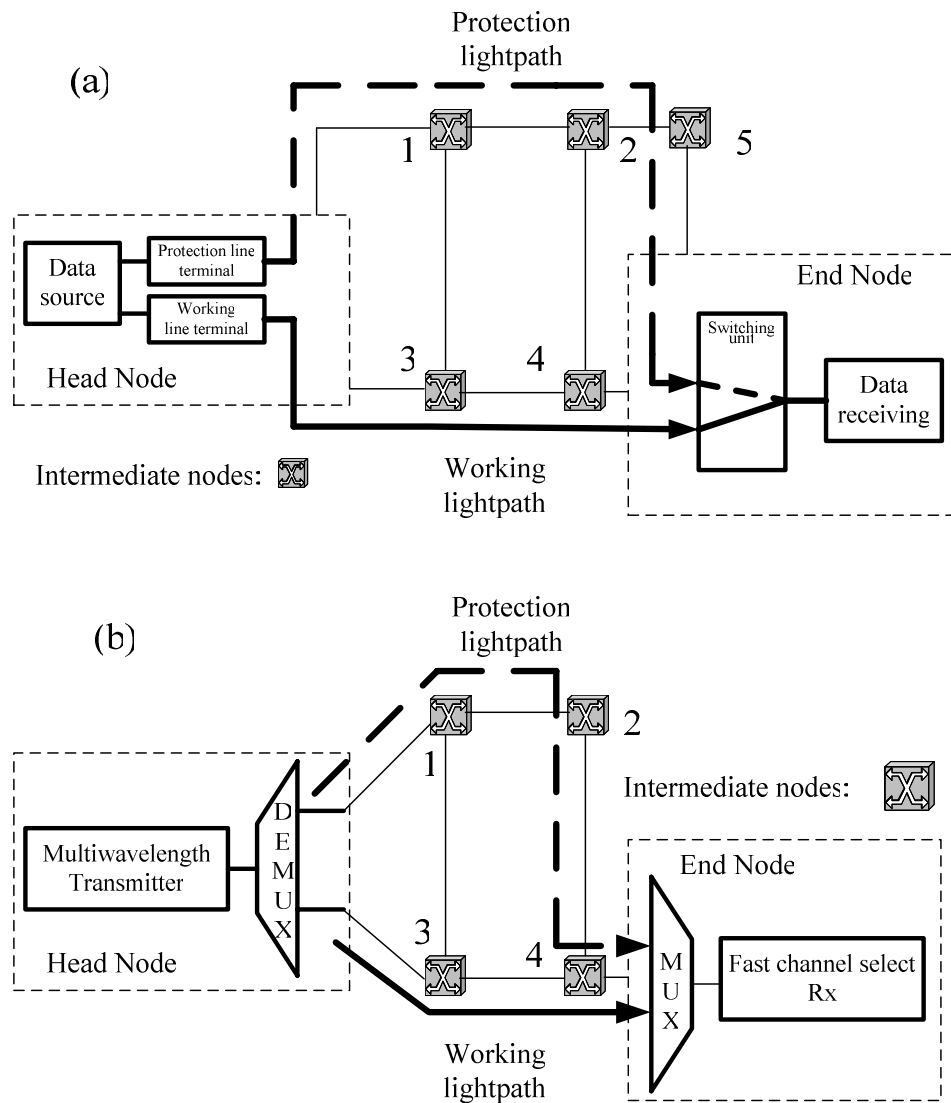 Protection
lightpath
(a)
1
2
5
Protection line
terminal
Data
source
Working
line terminal
Head Node
3
4
End Node
Switching
unit
Data
receiving
Intermediate nodes:
Working
lightpath
Protection
lightpath
(b)
1
2
Intermediate nodes:
DEMUX
Multiwavelength
Transmitter
Head Node
3
4
End Node
MUX
Fast channel select
Rx
Working
lightpath